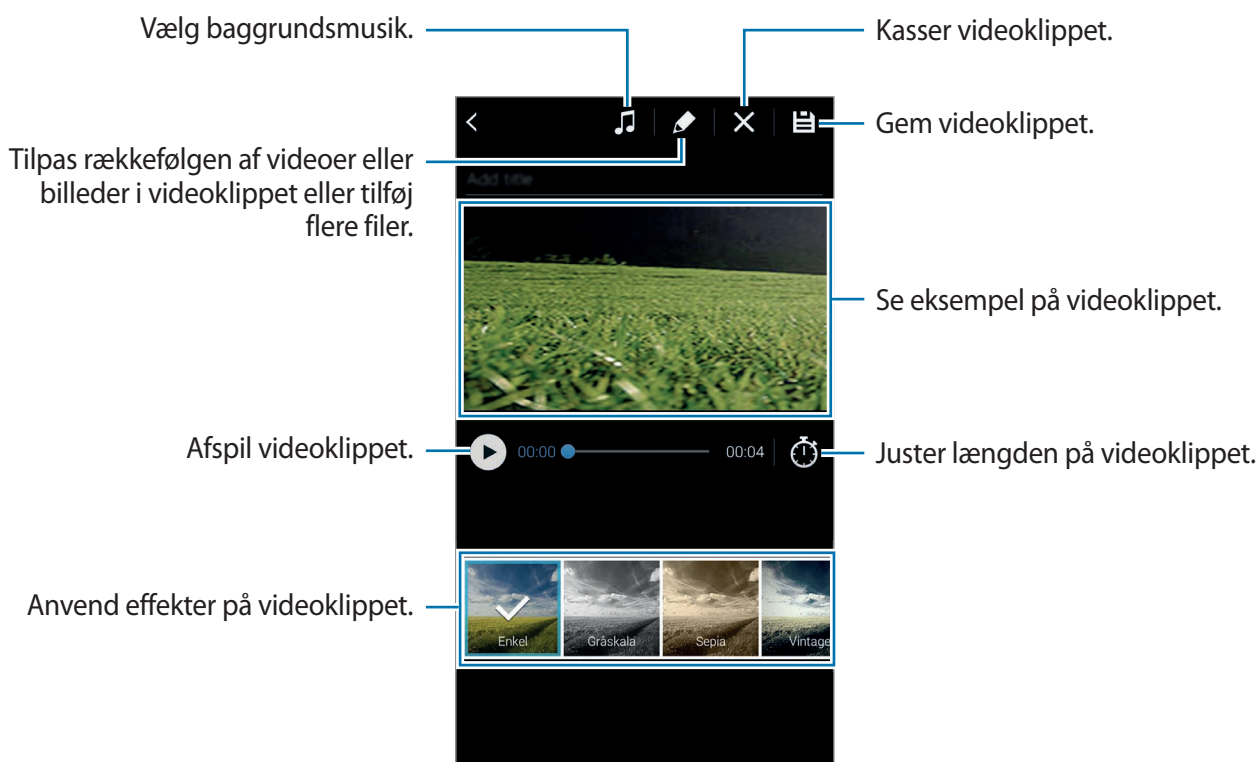 Vælg baggrundsmusik.
Kasser videoklippet.
Gem videoklippet.
Tilpas rækkefølgen af videoer eller
billeder i videoklippet eller tilføj
flere filer.
Add title
Se eksempel på videoklippet.
Afspil videoklippet.
00:00
00:04
Juster længden på videoklippet.
Anvend effekter på videoklippet.
Enkel
Gråskala
Sepia
Vintage